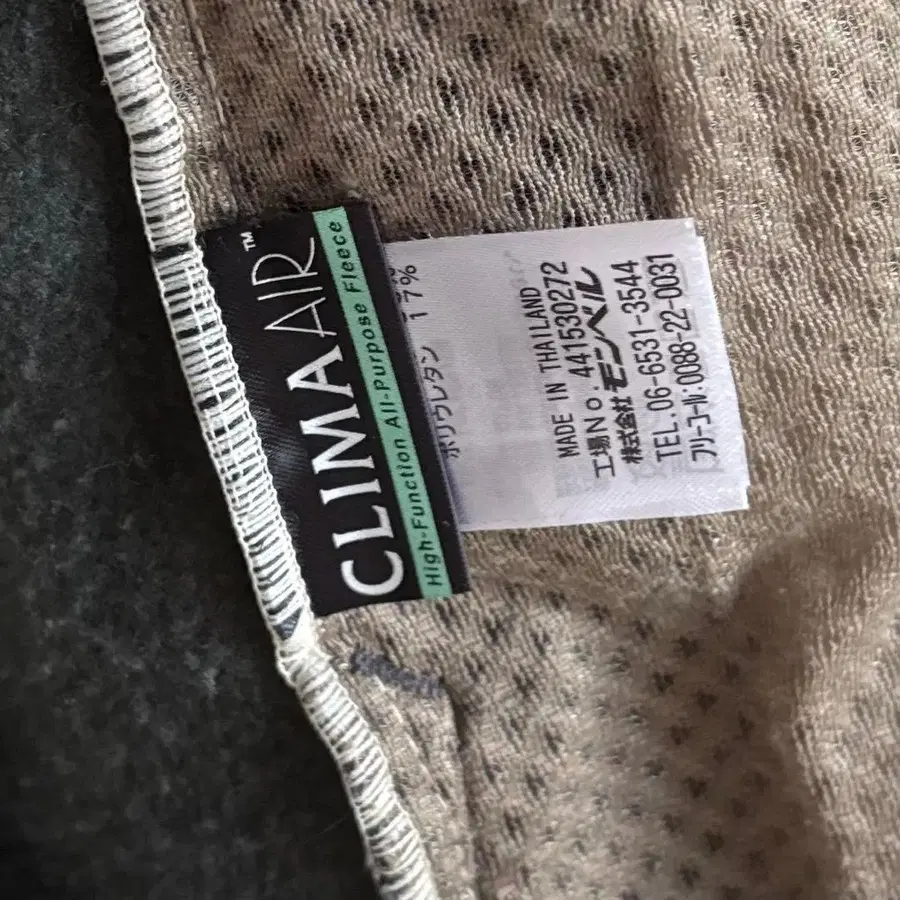 CLIMAAIR™
High-Function All-Purpose Fleece
ポリウレタン 17%
MADE IN THAILAND
工場No. 441530272
株式会社 モンベル
TEL.06-6531-3544
フリーコール:0088-22-0031